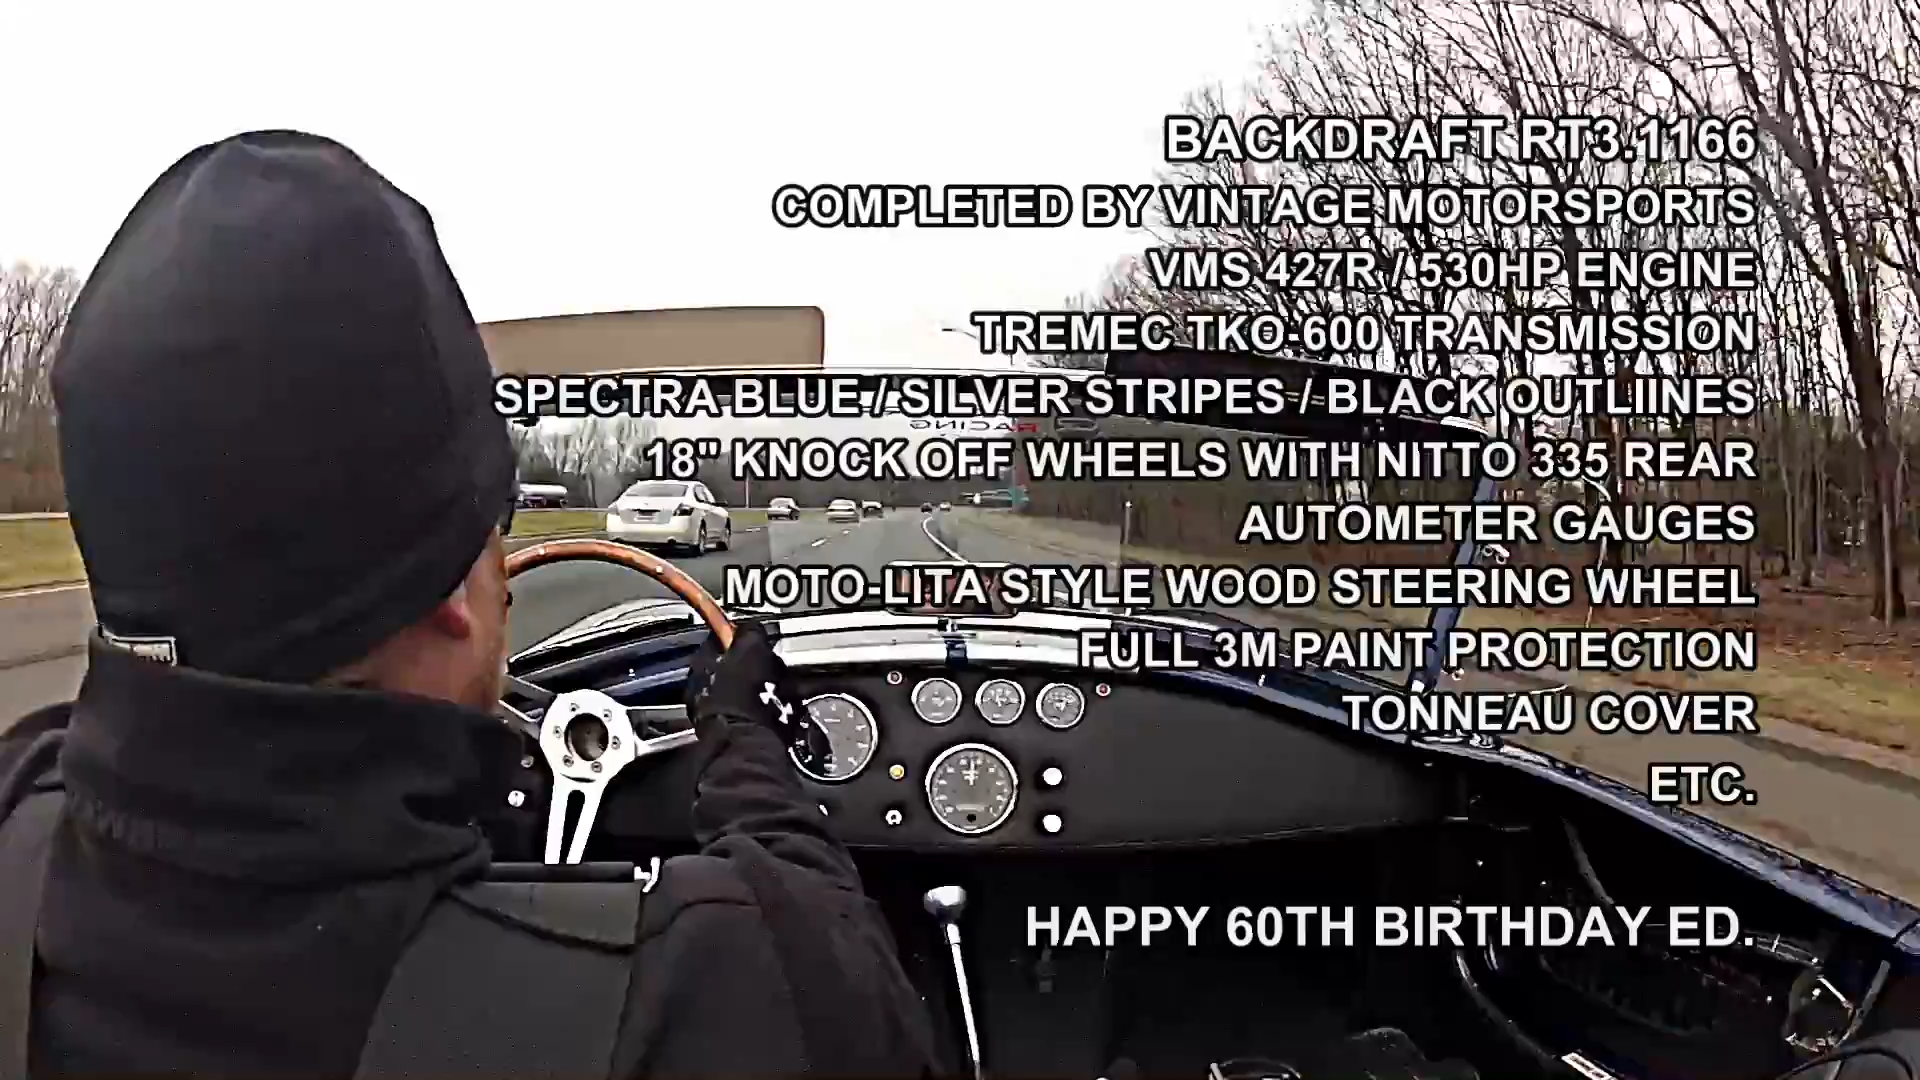 BACKDRAFT RT3.1166
COMPLETED BY VINTAGE MOTORSPORTS
VMS 427R / 530HP ENGINE
TREMEC TKO-600 TRANSMISSION
SPECTRA BLUE / SILVER STRIPES / BLACK OUTLIINES
18" KNOCK OFF WHEELS WITH NITTO 335 REAR
AUTOMETER GAUGES
MOTO-LITA STYLE WOOD STEERING WHEEL
FULL 3M PAINT PROTECTION
TONNEAU COVER
ETC.
HAPPY 60TH BIRTHDAY ED.